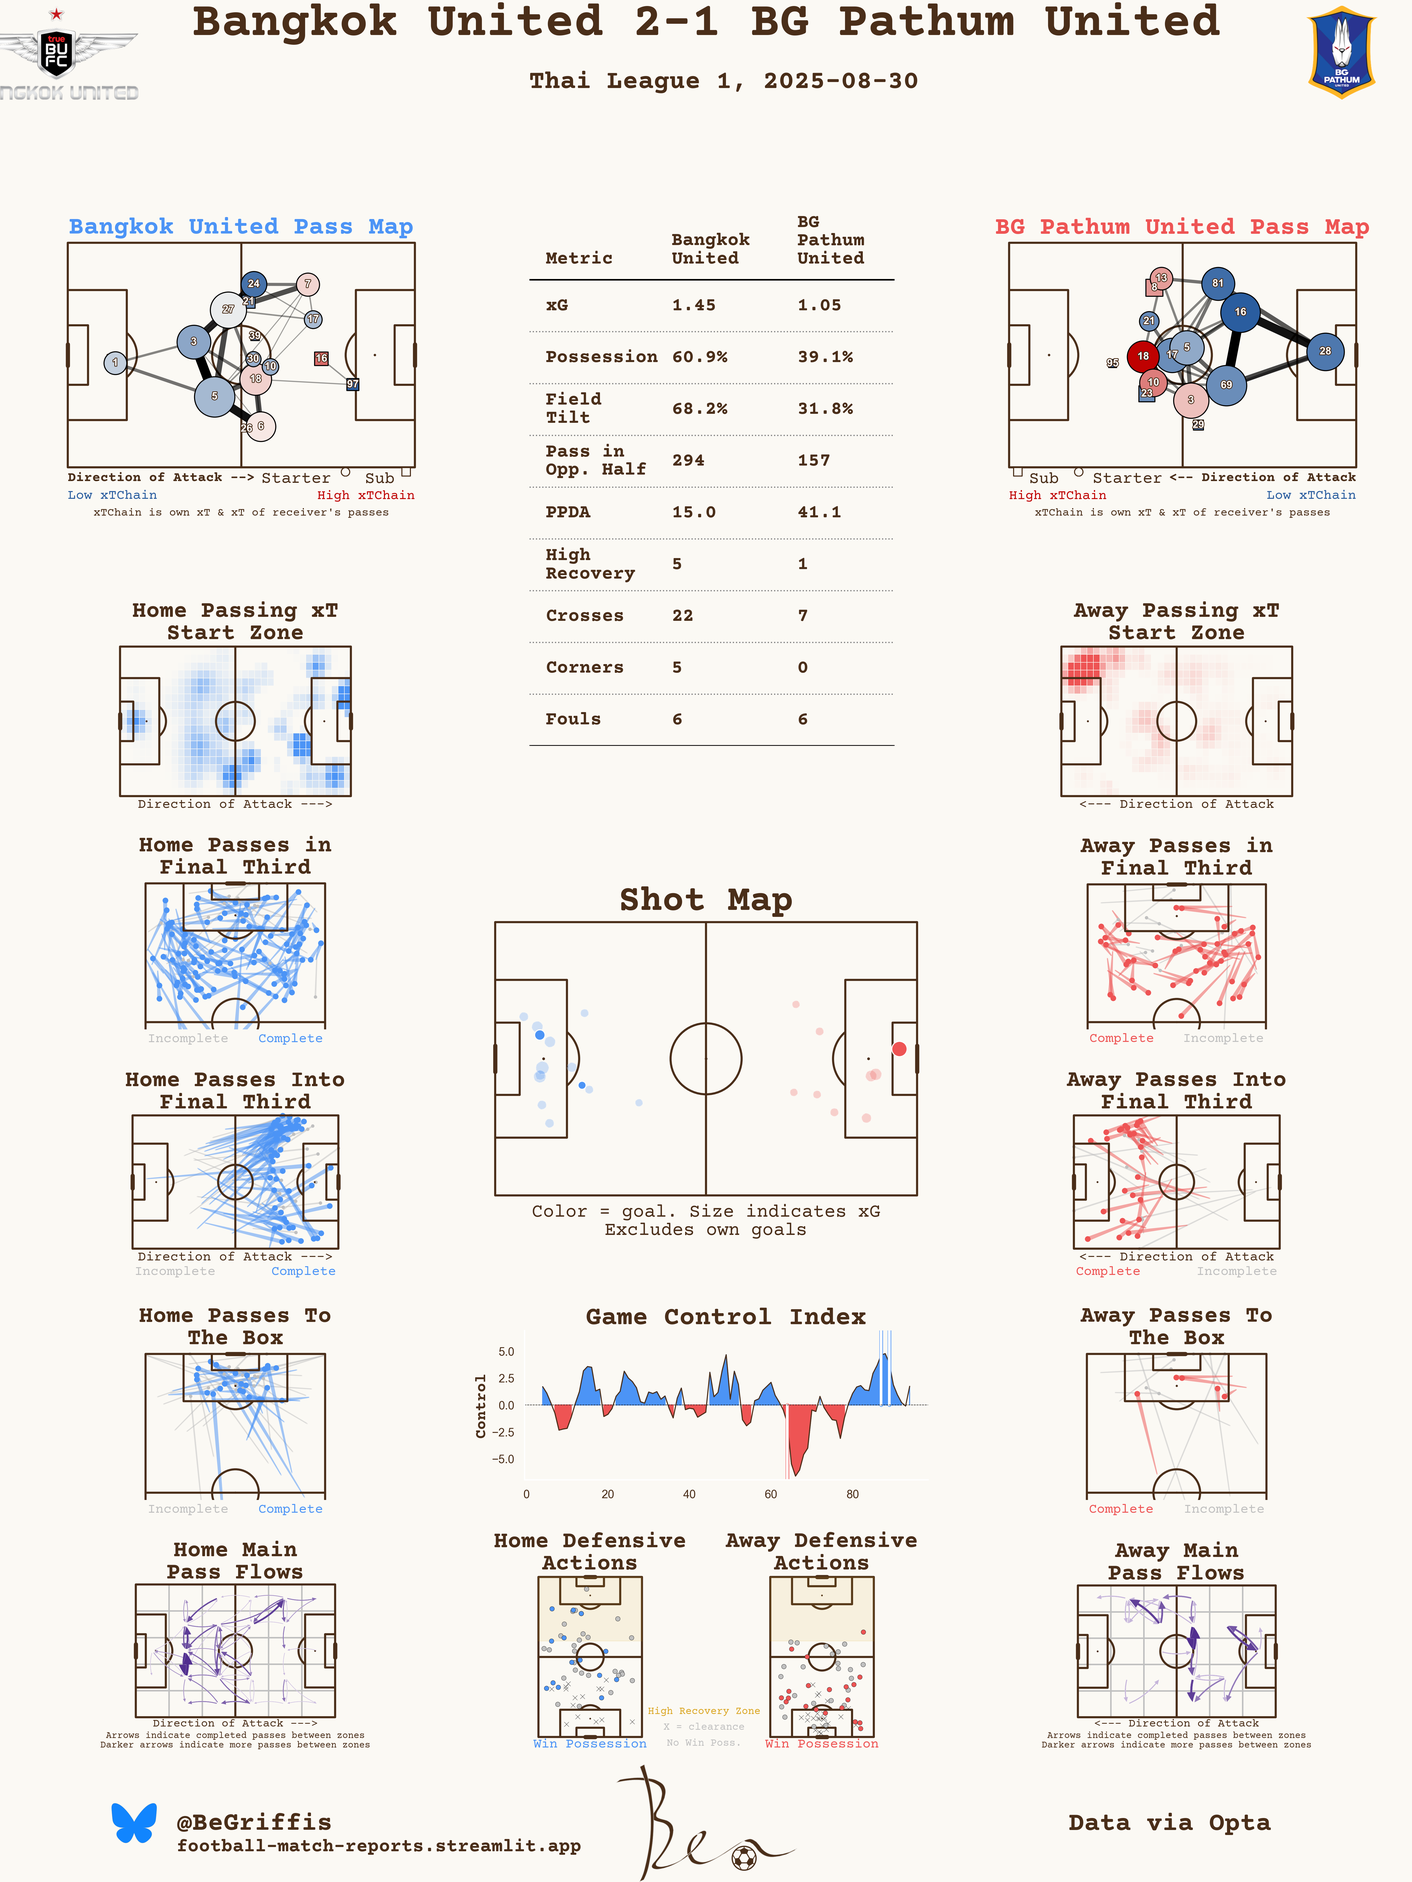 Bangkok United 2-1 BG Pathum United
Thai League 1, 2025-08-30
true
BU
FC
NGKOK UNITED
BG
PATHUM
UNITED
Bangkok United Pass Map
24
7
21
27
17
39
3
30
16
1
10
18
97
5
26
6
Direction of Attack --> Starter Sub
Low xTChain High xTChain
xTChain is own xT & xT of receiver's passes
Metric Bangkok United BG Pathum United
xG 1.45 1.05
Possession 60.9% 39.1%
Field Tilt 68.2% 31.8%
Pass in Opp. Half 294 157
PPDA 15.0 41.1
High Recovery 5 1
Crosses 22 7
Corners 5 0
Fouls 6 6
BG Pathum United Pass Map
13
8
81
16
21
5
28
18
17
95
10
69
23
3
29
Sub Starter <-- Direction of Attack
High xTChain Low xTChain
xTChain is own xT & xT of receiver's passes
Home Passing xT
Start Zone
Direction of Attack --->
Away Passing xT
Start Zone
<--- Direction of Attack
Home Passes in
Final Third
Incomplete Complete
Away Passes in
Final Third
Complete Incomplete
Shot Map
Color = goal. Size indicates xG
Excludes own goals
Home Passes Into
Final Third
Direction of Attack --->
Incomplete Complete
Away Passes Into
Final Third
<--- Direction of Attack
Complete Incomplete
Home Passes To
The Box
Incomplete Complete
Game Control Index
Control
5.0
2.5
0.0
−2.5
−5.0
0 20 40 60 80
Away Passes To
The Box
Complete Incomplete
Home Main
Pass Flows
Direction of Attack --->
Arrows indicate completed passes between zones
Darker arrows indicate more passes between zones
Home Defensive
Actions
Win Possession
High Recovery Zone
X = clearance
No Win Poss.
Away Defensive
Actions
Win Possession
Away Main
Pass Flows
<--- Direction of Attack
Arrows indicate completed passes between zones
Darker arrows indicate more passes between zones
@BeGriffis
football-match-reports.streamlit.app
Ben
Data via Opta